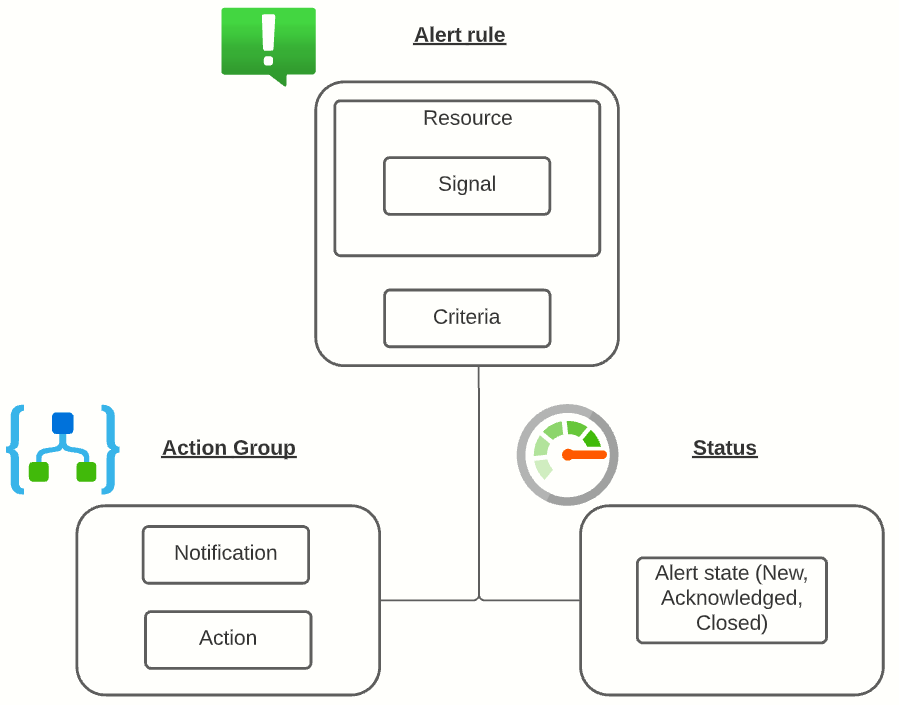 Alert rule
Resource
Signal
Criteria
Action Group
Status
Notification
Action
Alert state (New,
Acknowledged,
Closed)